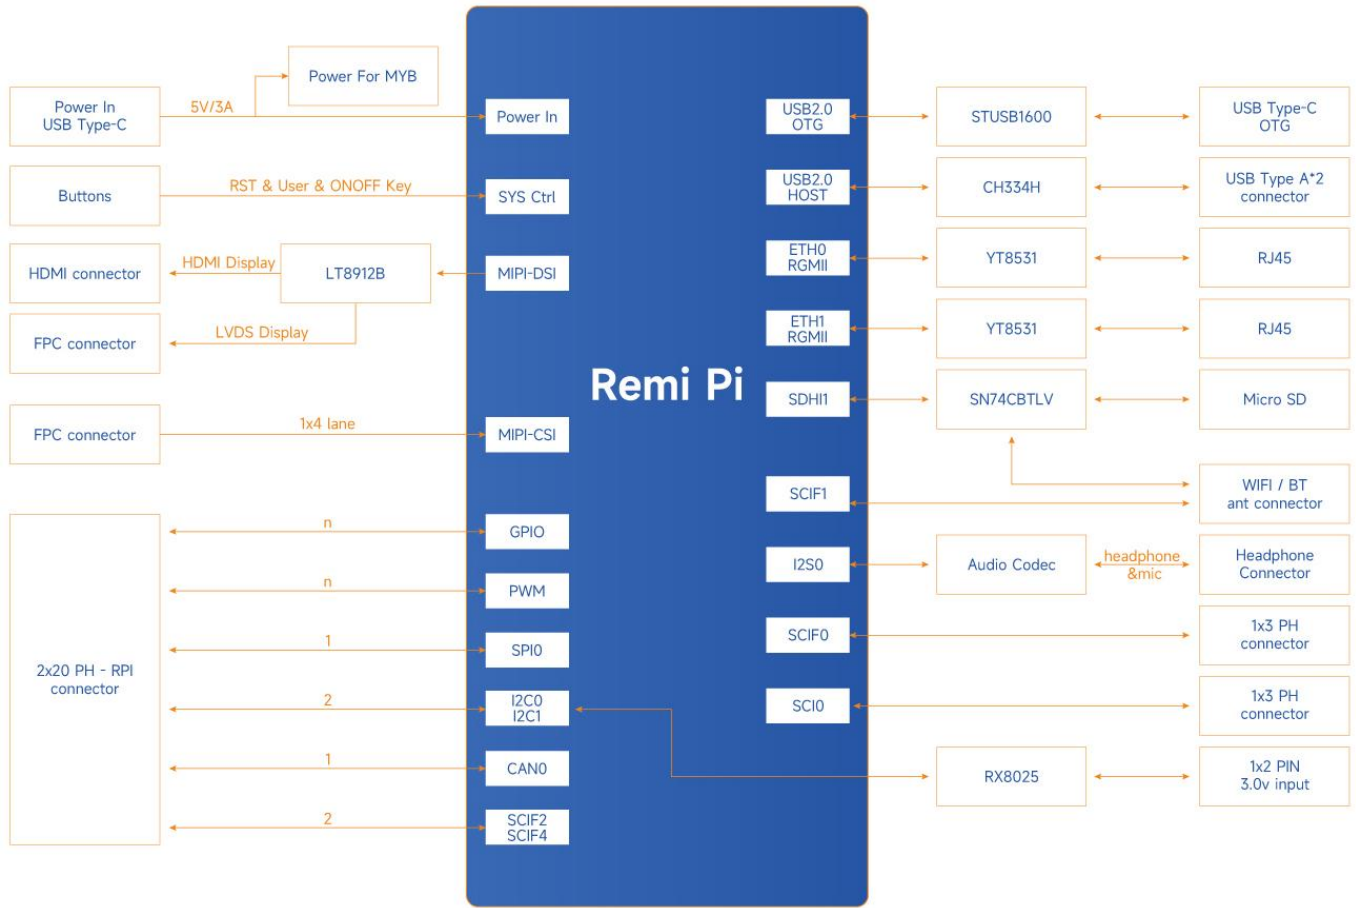 Power For MYB
Power In
USB Type-C
5V/3A
Power In
Buttons
RST & User & ONOFF Key
SYS Ctrl
HDMI connector
HDMI Display
LT8912B
MIPI-DSI
FPC connector
LVDS Display
FPC connector
1x4 lane
MIPI-CSI
2x20 PH - RPI
connector
n
GPIO
n
PWM
1
SPI0
2
I2C0
I2C1
1
CAN0
2
SCIF2
SCIF4
Remi Pi
USB2.0
OTG
STUSB1600
USB Type-C
OTG
USB2.0
HOST
CH334H
USB Type A*2
connector
ETH0
RGMII
YT8531
RJ45
ETH1
RGMII
YT8531
RJ45
SDHI1
SN74CBTLV
Micro SD
SCIF1
WIFI / BT
ant connector
I2S0
Audio Codec
headphone
&mic
Headphone
Connector
SCIF0
1x3 PH
connector
SCI0
1x3 PH
connector
RX8025
1x2 PIN
3.0v input